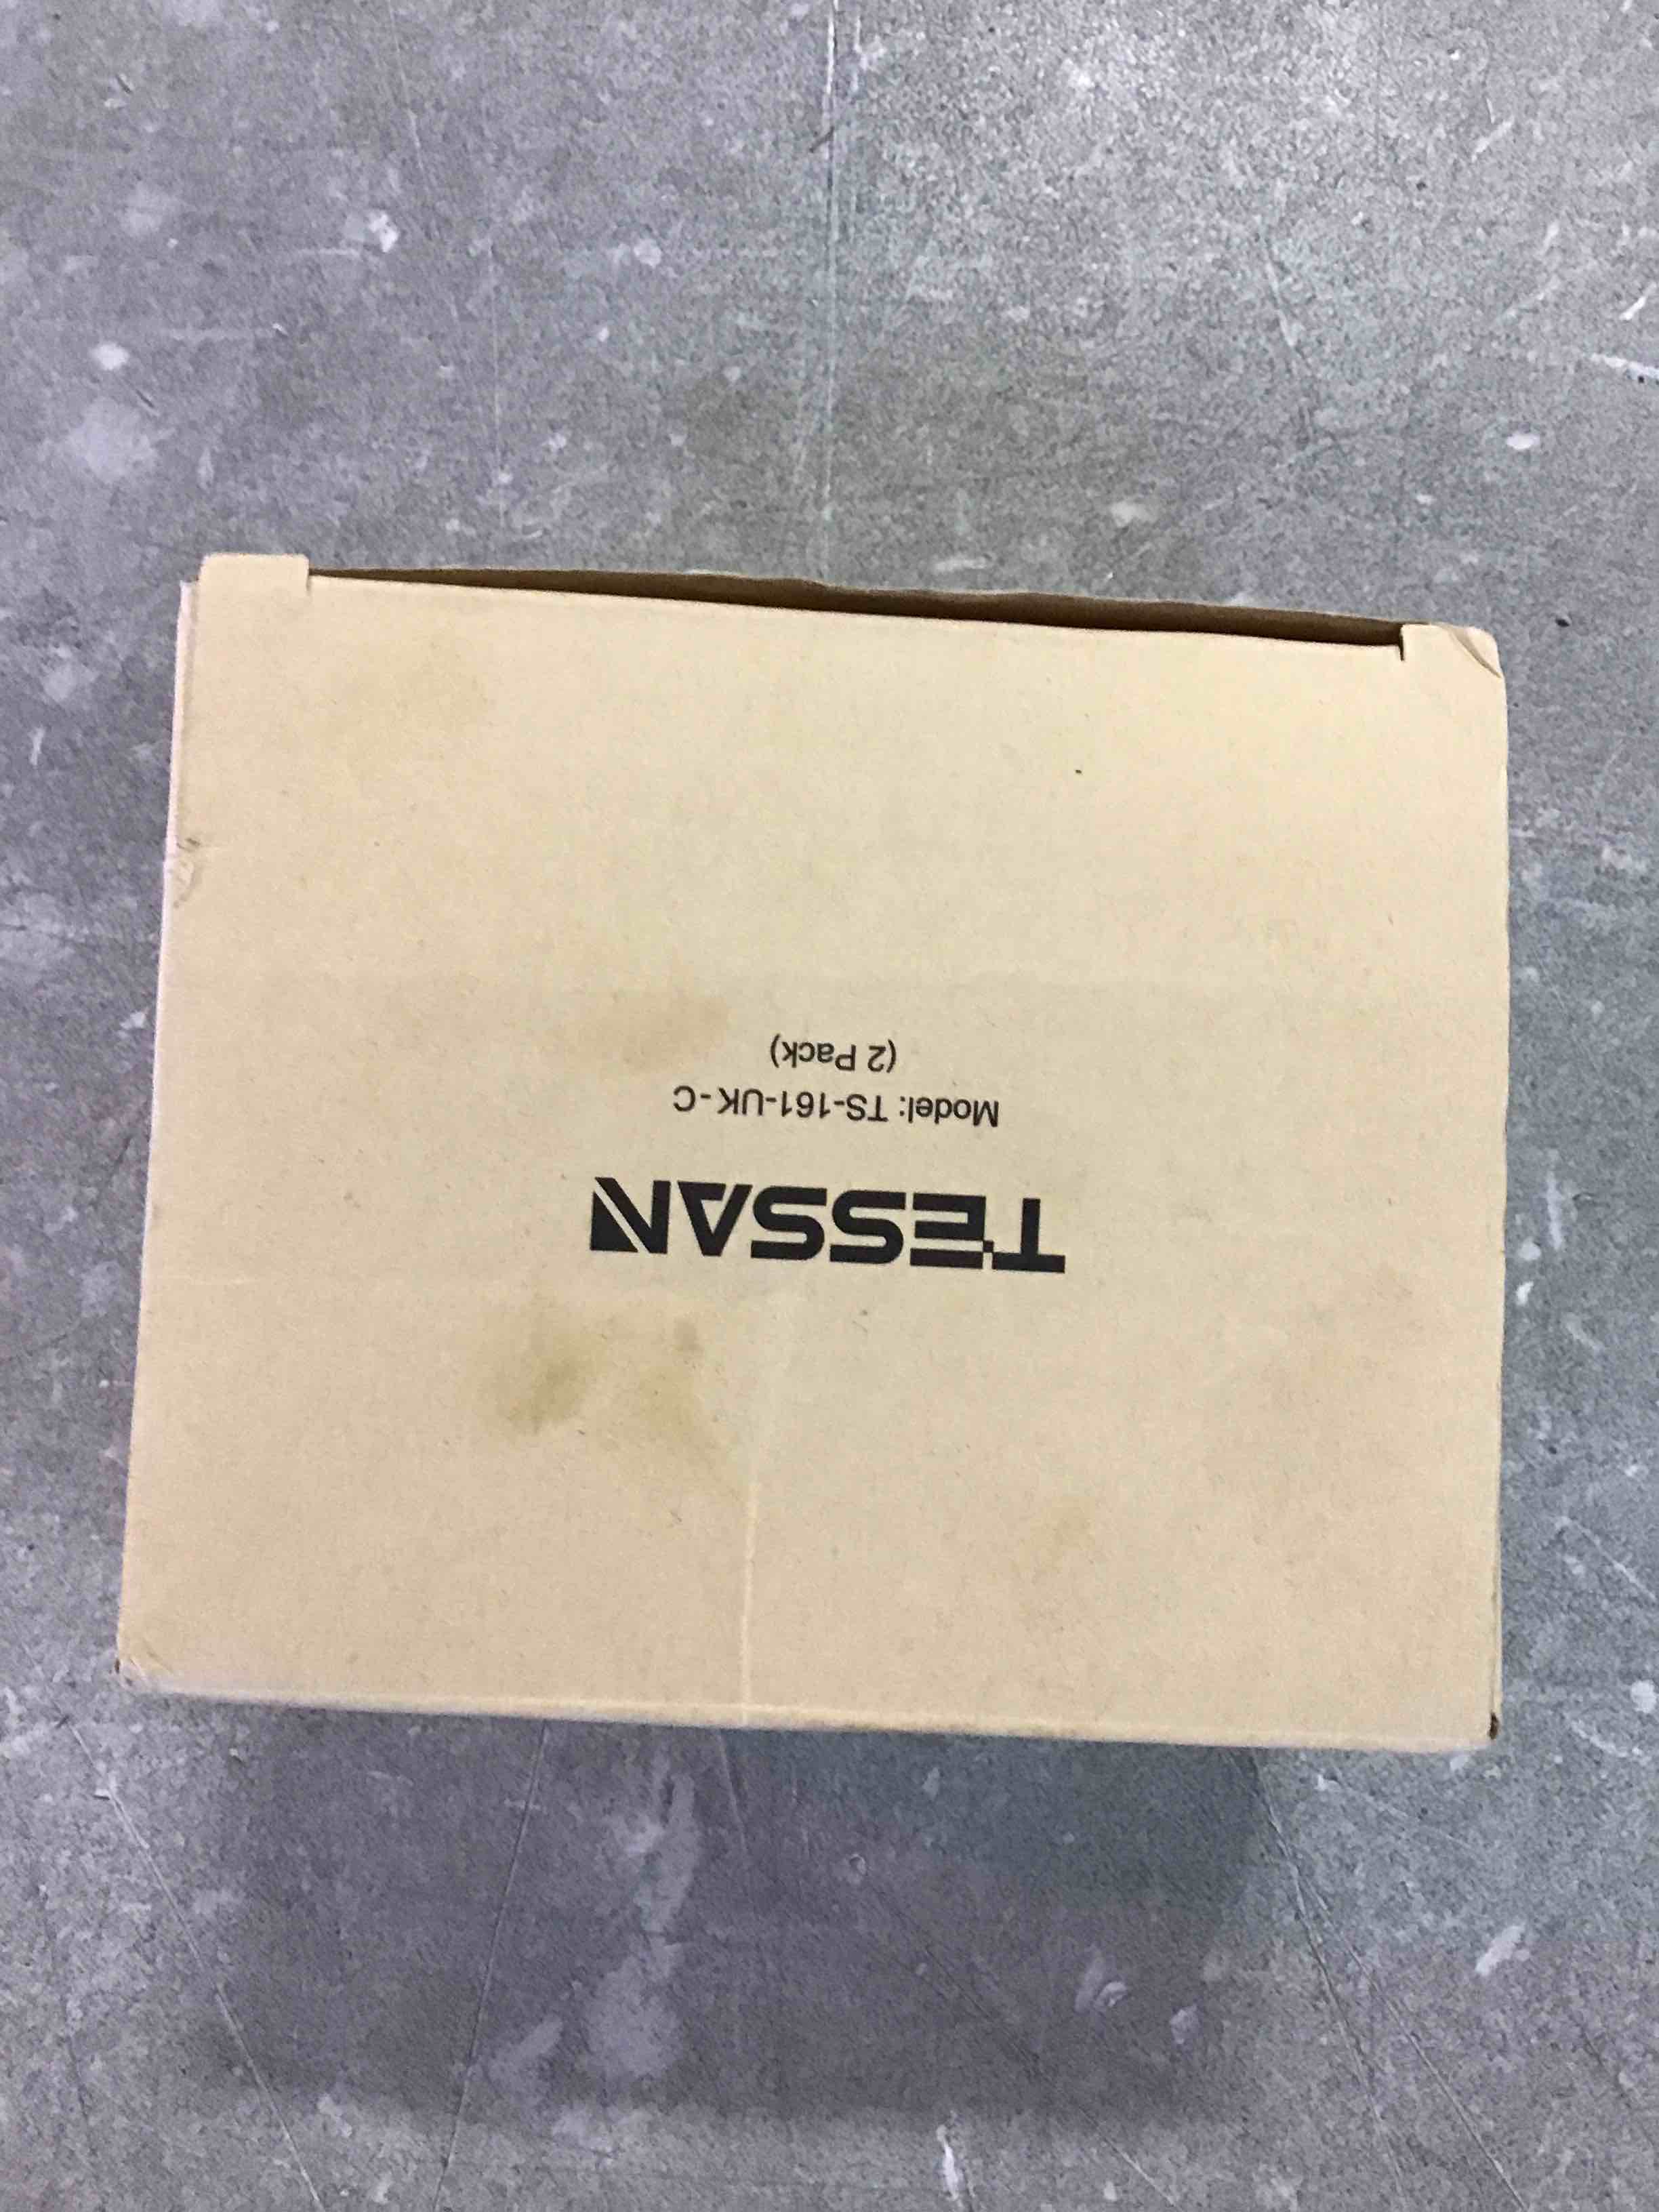 TESSAN
Model: TS-161-UK-C
(2 Pack)